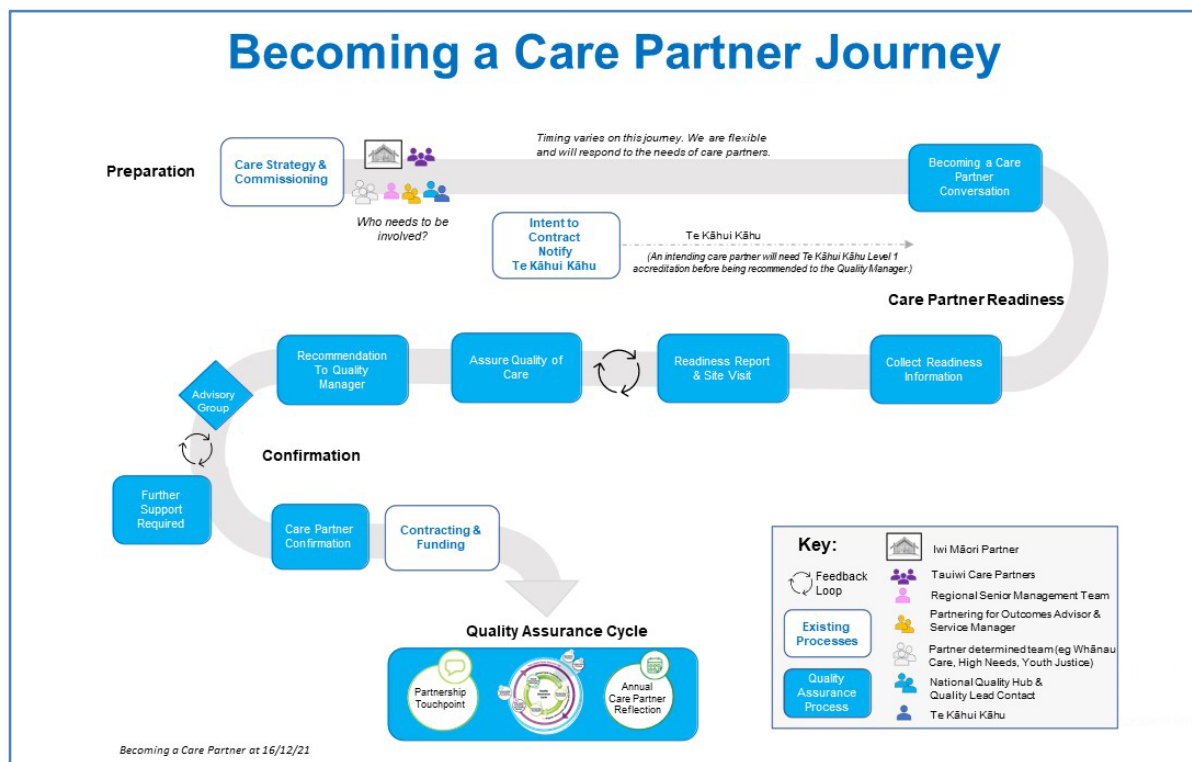 Becoming a Care Partner Journey
Preparation
Care Strategy &
Commissioning
Who needs to be
involved?
Timing varies on this journey. We are flexible
and will respond to the needs of care partners.
Becoming a Care
Partner
Conversation
Intent to
Contract
Notify
Te Kāhui Kāhu
Te Kāhui Kāhu
(An intending care partner will need Te Kāhui Kāhu Level 1
accreditation before being recommended to the Quality Manager.)
Care Partner Readiness
Collect Readiness
Information
Readiness Report
& Site Visit
Assure Quality of
Care
Recommendation
To Quality
Manager
Advisory
Group
Confirmation
Further
Support
Required
Care Partner
Confirmation
Contracting &
Funding
Quality Assurance Cycle
Partnership
Touchpoint
Annual
Care Partner
Reflection
Key:
Feedback
Loop
Existing
Processes
Quality
Assurance
Process
Iwi Māori Partner
Tauiwi Care Partners
Regional Senior Management Team
Partnering for Outcomes Advisor &
Service Manager
Partner determined team (eg Whānau
Care, High Needs, Youth Justice)
National Quality Hub &
Quality Lead Contact
Te Kāhui Kāhu
Becoming a Care Partner at 16/12/21